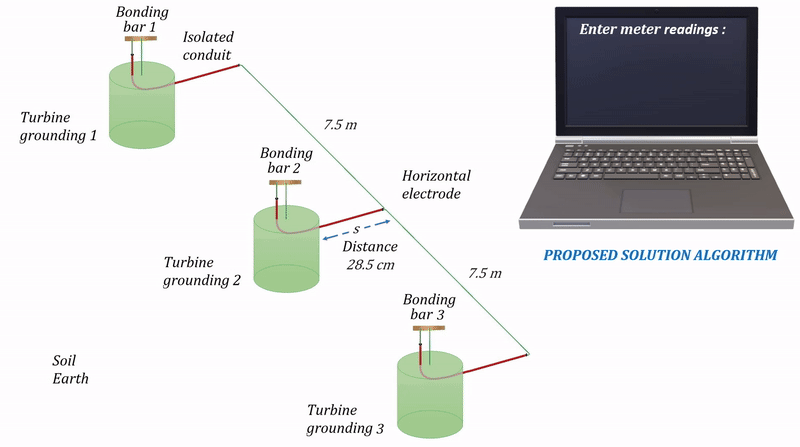 Bonding
bar 1
Isolated
conduit
Enter meter readings :
Turbine
grounding 1
7.5 m
Bonding
bar 2
Horizontal
electrode
s
Distance
28.5 cm
Turbine
grounding 2
7.5 m
PROPOSED SOLUTION ALGORITHM
Bonding
bar 3
Soil
Earth
Turbine
grounding 3